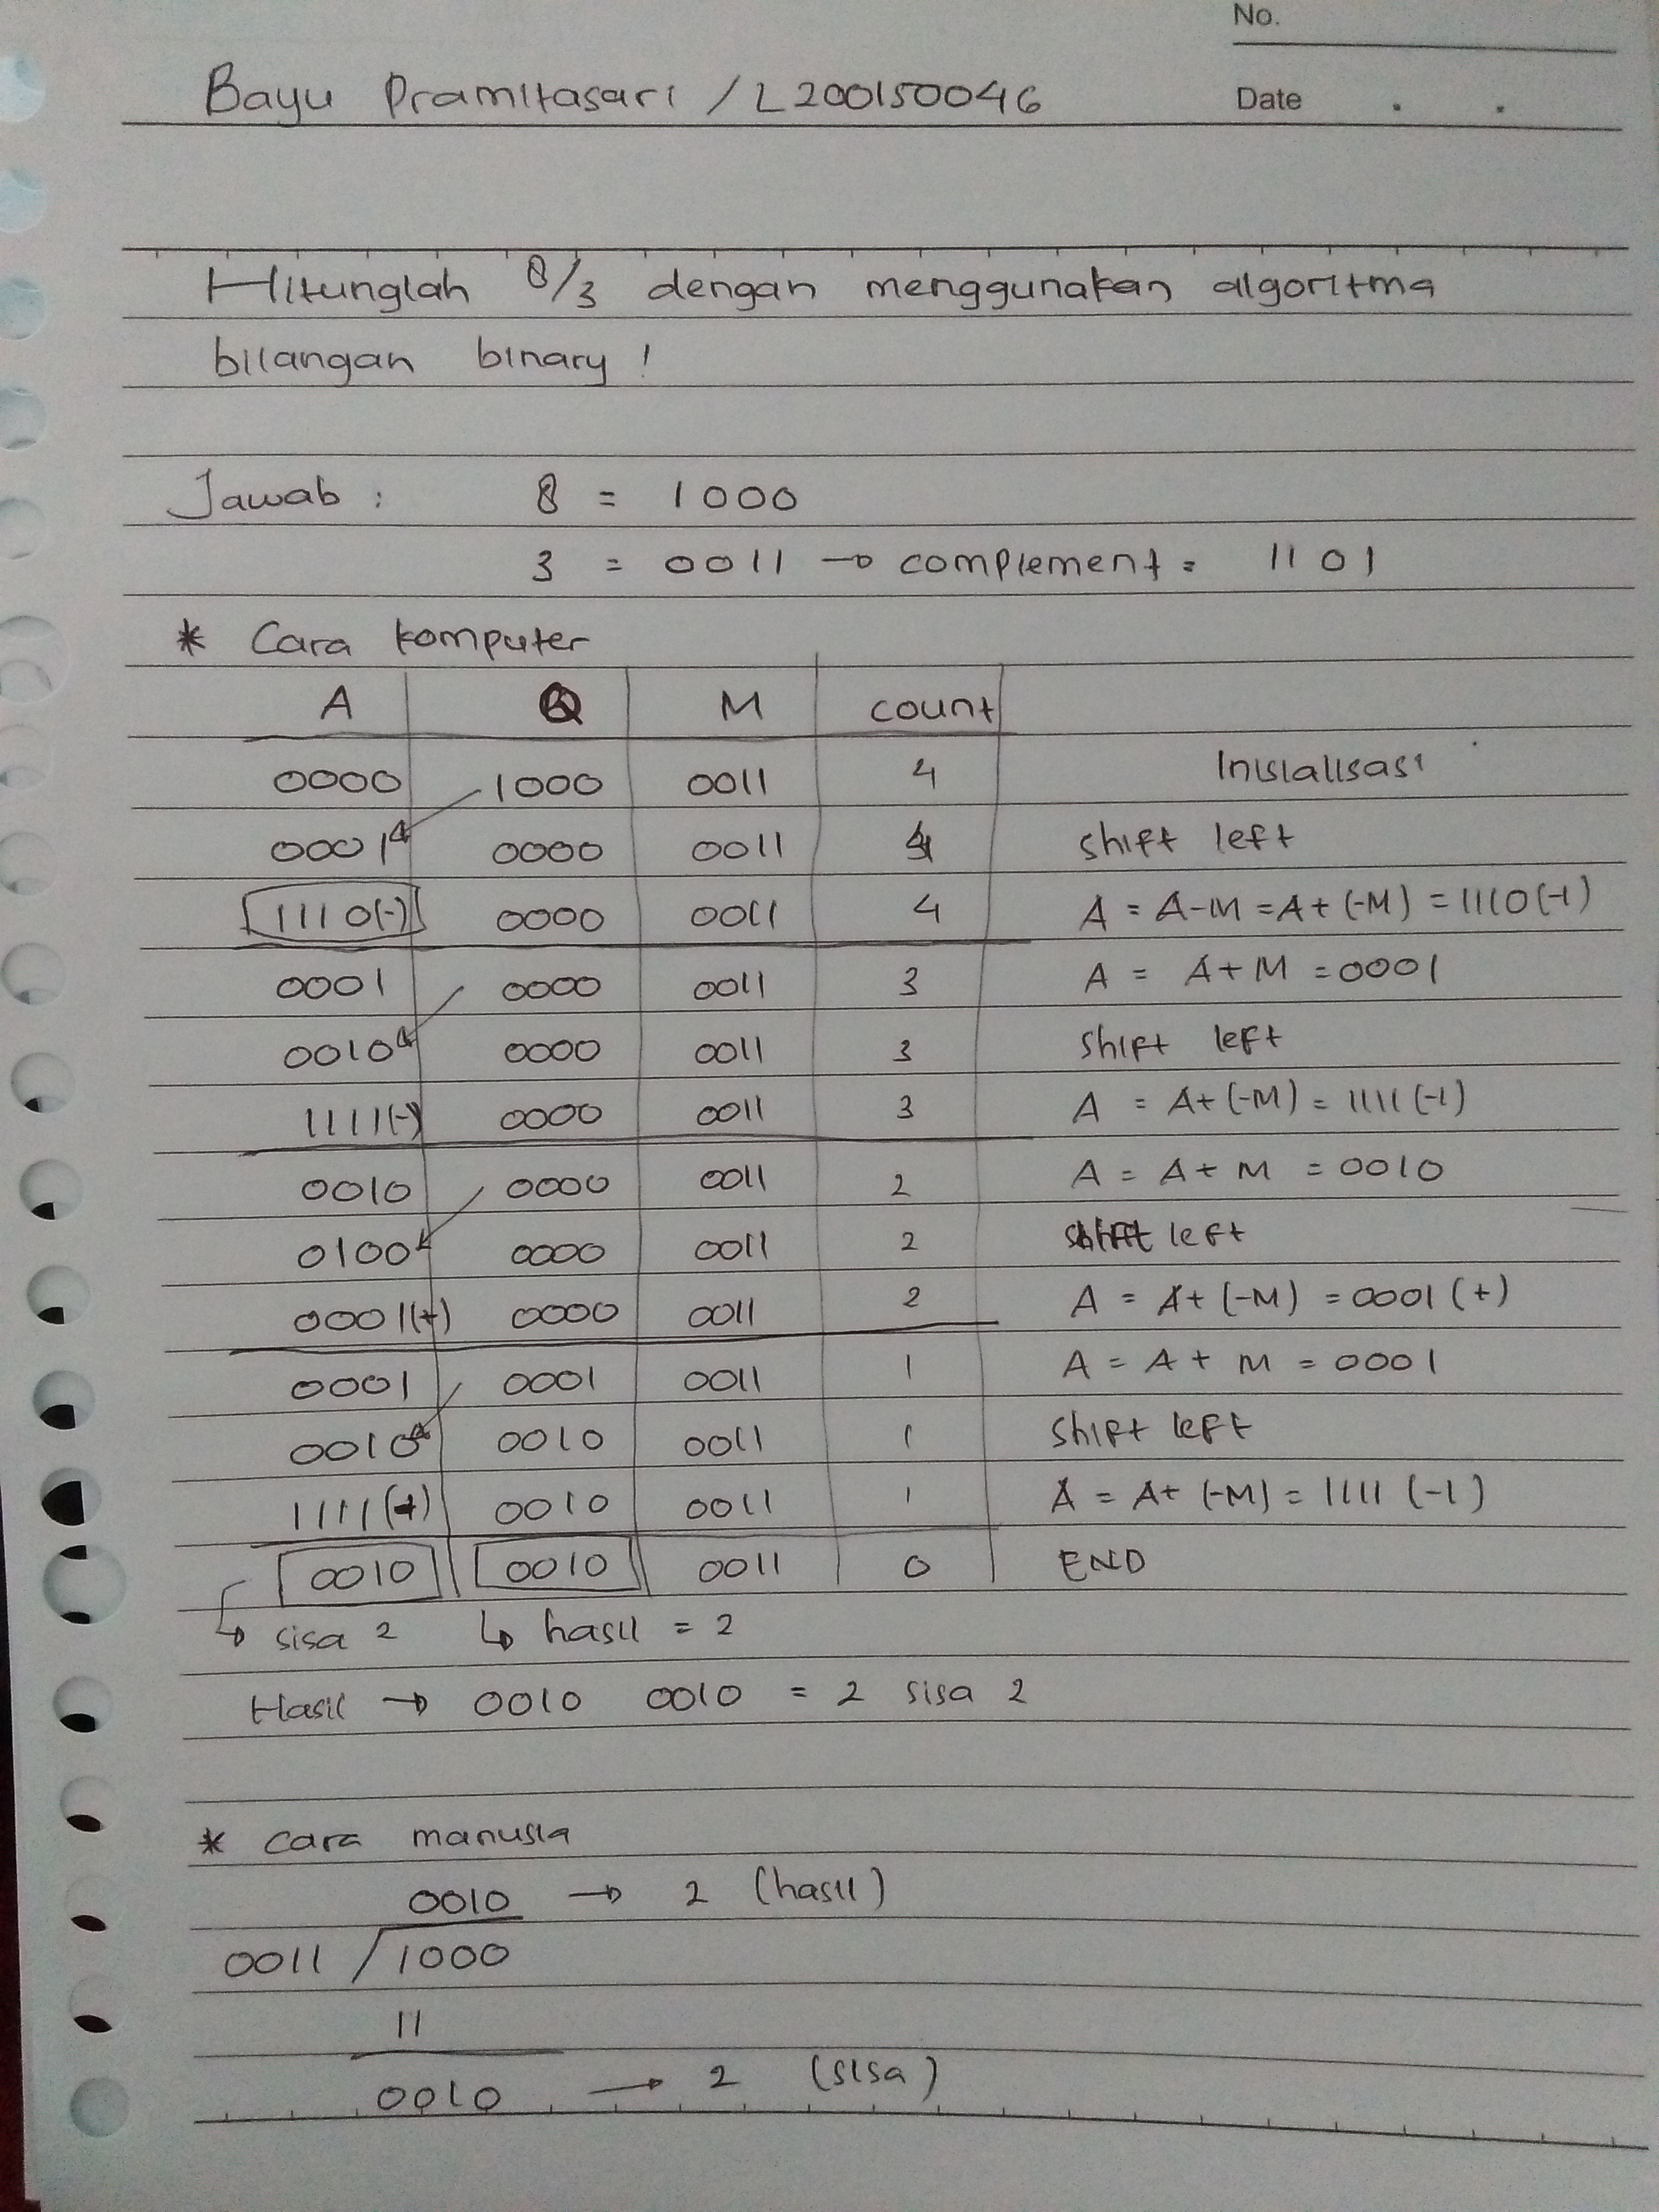 No.
Bayu Pramitasari / L200150046
Date . .
Hitunglah 8/3 dengan menggunakan algoritma
bilangan binary !
Jawab : 8 = 1000
3 = 0011 → complement = 1101
* Cara komputer
A Q M count
0000 1000 0011 4 Inisialisasi
0001 0000 0011 4 shift left
1110(-) 0000 0011 4 A = A-M = A+(-M) = 1110(-1)
0001 0000 0011 3 A = A+M = 0001
0010 0000 0011 3 shift left
1111(-) 0000 0011 3 A = A+(-M) = 1111(-1)
0010 0000 0011 2 A = A+M = 0010
0100 0000 0011 2 shift left
0001(+) 0000 0011 2 A = A+(-M) = 0001(+)
0001 0001 0011 1 A = A+M = 0001
0010 0010 0011 1 shift left
1111 0010 0011 1 A = A+(-M) = 1111(-1)
0010 0010 0011 0 END
↳ sisa 2 ↳ hasil = 2
Hasil → 0010 0010 = 2 sisa 2
* Cara manusia
0010 → 2 (hasil)
0011 / 1000
11
0010 → 2 (sisa)